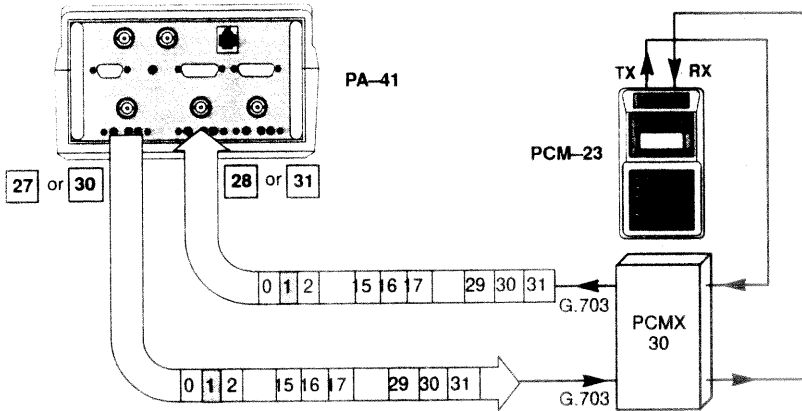 PA–41
TX RX
PCM–23
27 or 30
28 or 31
0 1 2 15 16 17 29 30 31
G.703
PCMX
30
0 1 2 15 16 17 29 30 31
G.703